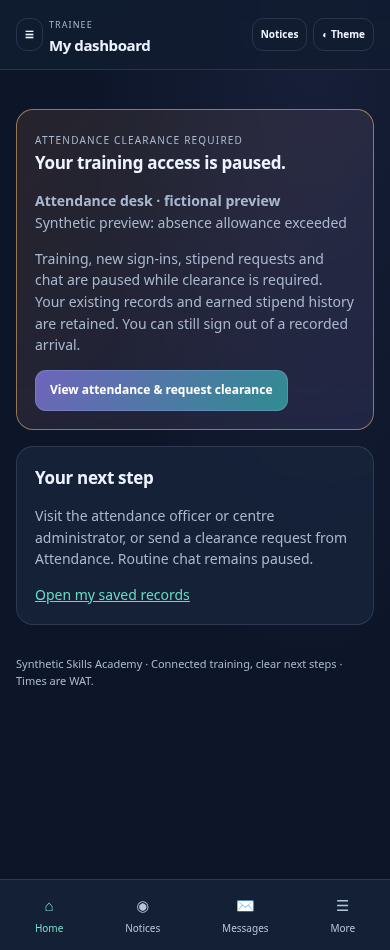 TRAINEE
My dashboard
Notices
Theme
ATTENDANCE CLEARANCE REQUIRED
Your training access is paused.
Attendance desk · fictional preview
Synthetic preview: absence allowance exceeded
Training, new sign-ins, stipend requests and
chat are paused while clearance is required.
Your existing records and earned stipend history
are retained. You can still sign out of a recorded
arrival.
View attendance & request clearance
Your next step
Visit the attendance officer or centre
administrator, or send a clearance request from
Attendance. Routine chat remains paused.
Open my saved records
Synthetic Skills Academy · Connected training, clear next steps ·
Times are WAT.
Home
Notices
Messages
More